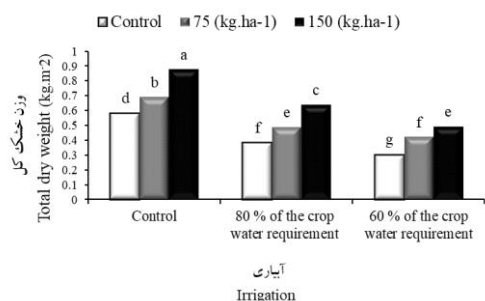 Control 75 (kg.ha-1) 150 (kg.ha-1)
وزن خشک کل
Total dry weight (kg.m-2)
1
0.9
0.8
0.7
0.6
0.5
0.4
0.3
0.2
0.1
0
d b a
f e c
g f e
Control
80 % of the crop
water requirement
60 % of the crop
water requirement
آبیاری
Irrigation